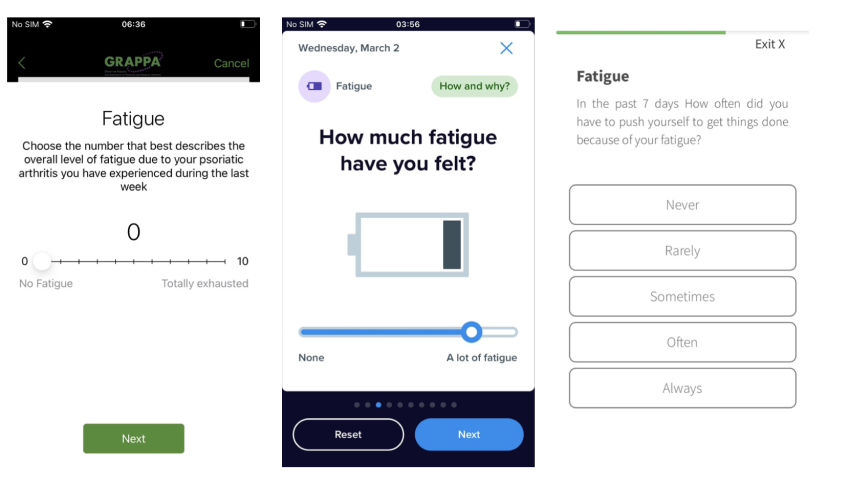 No SIM 06:36
GRAPPA
Cancel
Fatigue
Choose the number that best describes the
overall level of fatigue due to your psoriatic
arthritis you have experienced during the last
week
0
0 10
No Fatigue Totally exhausted
Next
No SIM 03:56
Wednesday, March 2
Fatigue How and why?
How much fatigue
have you felt?
None A lot of fatigue
Reset Next
Exit X
Fatigue
In the past 7 days How often did you
have to push yourself to get things done
because of your fatigue?
Never
Rarely
Sometimes
Often
Always